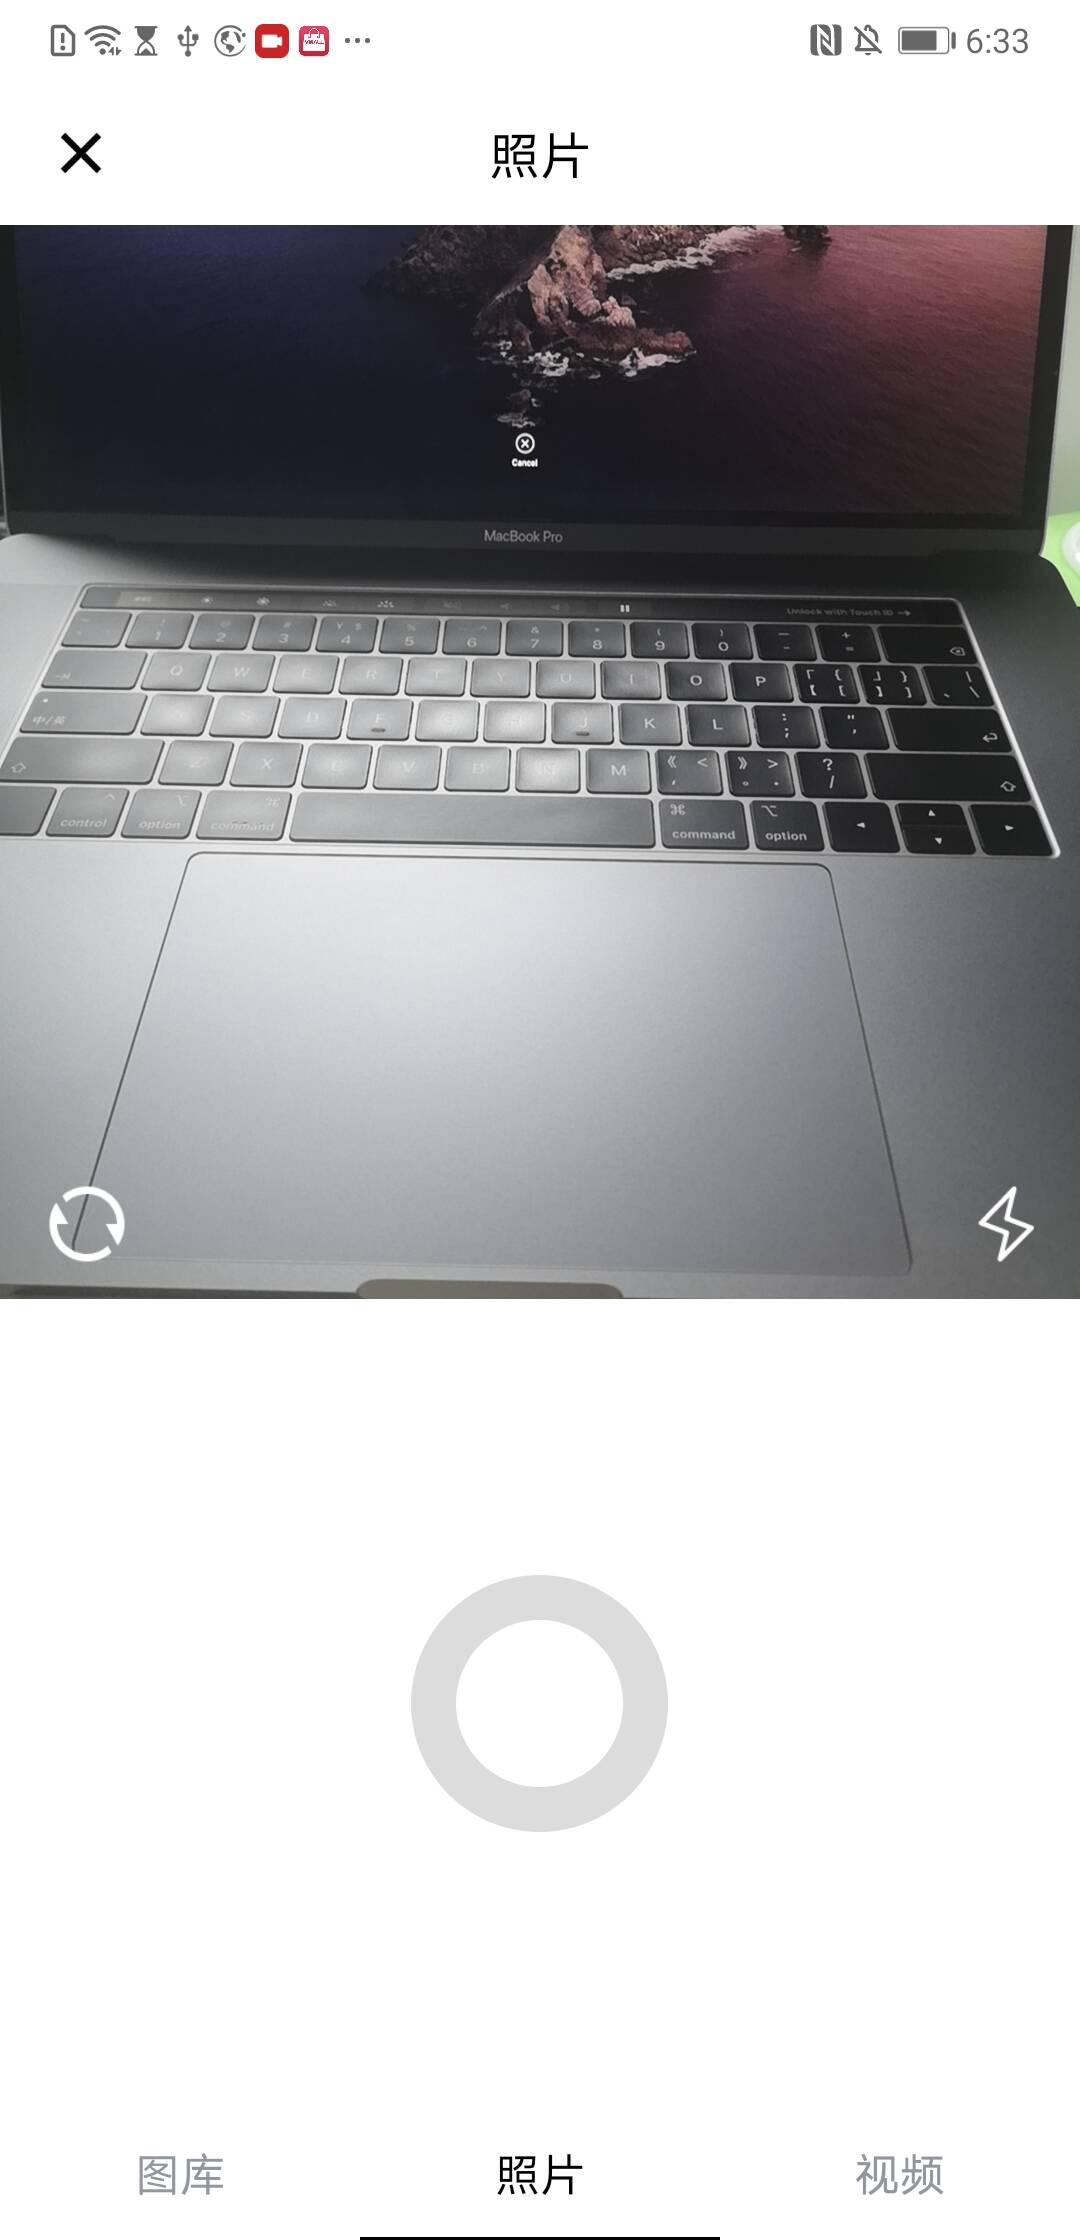 6:33
照片
Cancel
MacBook Pro
Unlock with Touch ID →
1 2 3 4 5 6 & 7 * 8 ( 9 ) 0 — - + =
Q W E R T Y U I O P 「 { 【 [ 」 } 】 ] | 、 \
中/英 S D F G H J K L : ; " '
Z X C V B N M 《 < , 》 > 。 . ? /
control option command ⌘ command ⌥ option
图库 照片 视频